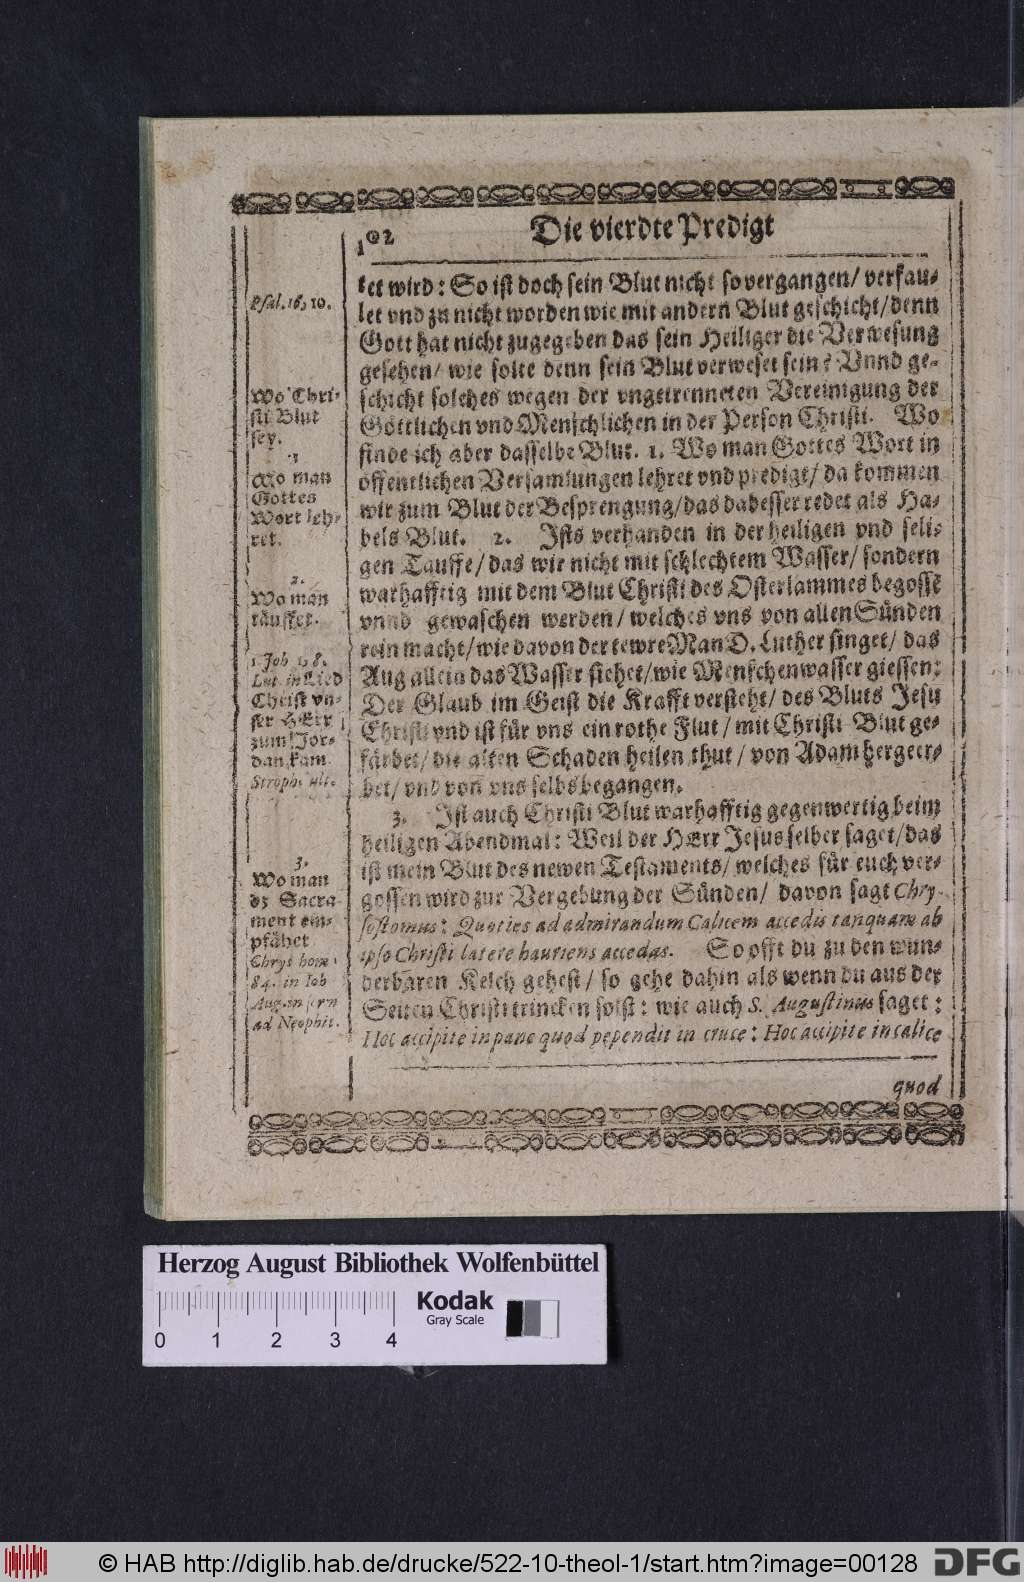 102
Die vierdte Predigt
ket wird: So ist doch sein Blut nicht so vergangen/ verfau-
let vnd zu nicht worden wie mit andern Blut geschicht/ denn
Gott hat nicht zugegeben das sein Heiliger die Verwesung
gesehen/ wie solte denn sein Blut verweset sein? Vnnd ge-
schicht solches wegen der vngetrenneten Vereinigung der
Göttlichen vnd Menschlichen in der Person Christi. Wo
finde ich aber dasselbe Blut. 1. Wo man Gottes Wort in
öffentlichen Versamlungen lehret vnd predigt/ da kommen
wir zum Blut der Besprengung/ das da besser redet als Ha-
bels Blut. 2. Ists verhanden in der heiligen vnd seli-
gen Tauffe/ das wir nicht mit schlechtem Wasser/ sondern
warhafftig mit dem Blut Christi des Osterlammes begossẽ
vnnd gewaschen werden/ welches vns von allen Sünden
rein macht/ wie davon der tewre Man D. Luther singet/ das
Aug allein das Wasser siehet/ wie Menschen wasser giessen:
Der Glaub im Geist die Krafft versteht/ des Bluts Jesu
Christi vnd ist für vns ein rothe Flut/ mit Christi Blut ge-
färbet/ die alten Schaden heilen thut/ von Adam hergeer-
bet/ vnd von vns selbs begangen.
3. Ist auch Christi Blut warhafftig gegenwertig beim
heiligen Abendmal: Weil der HErr Jesus selber saget/ das
ist mein Blut des newen Testaments/ welches für euch ver-
gossen wird zur Vergebung der Sünden/ davon sagt Chry-
sostomus: Quoties ad admirandum Calicem accedis tanquam ab
ipso Christi latere hauriens accedas. So offt du zu den wun-
derbaren Kelch gehest/ so gehe dahin als wenn du aus der
Seiten Christi trincken solst: wie auch S. Augustinus saget:
Hoc accipite in pane quod pependit in cruce: Hoc accipite in calice
quod
Psal. 16, 10.
Wo Chri-
sti Blut
sey.
1
Wo man
Gottes
Wort leh-
ret.
2.
Wo man
täuffet.
1. Joh. 1, 8.
Lut. in Lied
Christ vn-
ser HErr
zum Jor-
dan kam
Stroph. ult.
3.
Wo man
dz Sacra-
ment em-
pfähet
Chrys. hom.
84. in Joh
Aug. in serm
ad Neophit.
Herzog August Bibliothek Wolfenbüttel
Kodak
Gray Scale
0 1 2 3 4
© HAB http://diglib.hab.de/drucke/522-10-theol-1/start.htm?image=00128
DFG